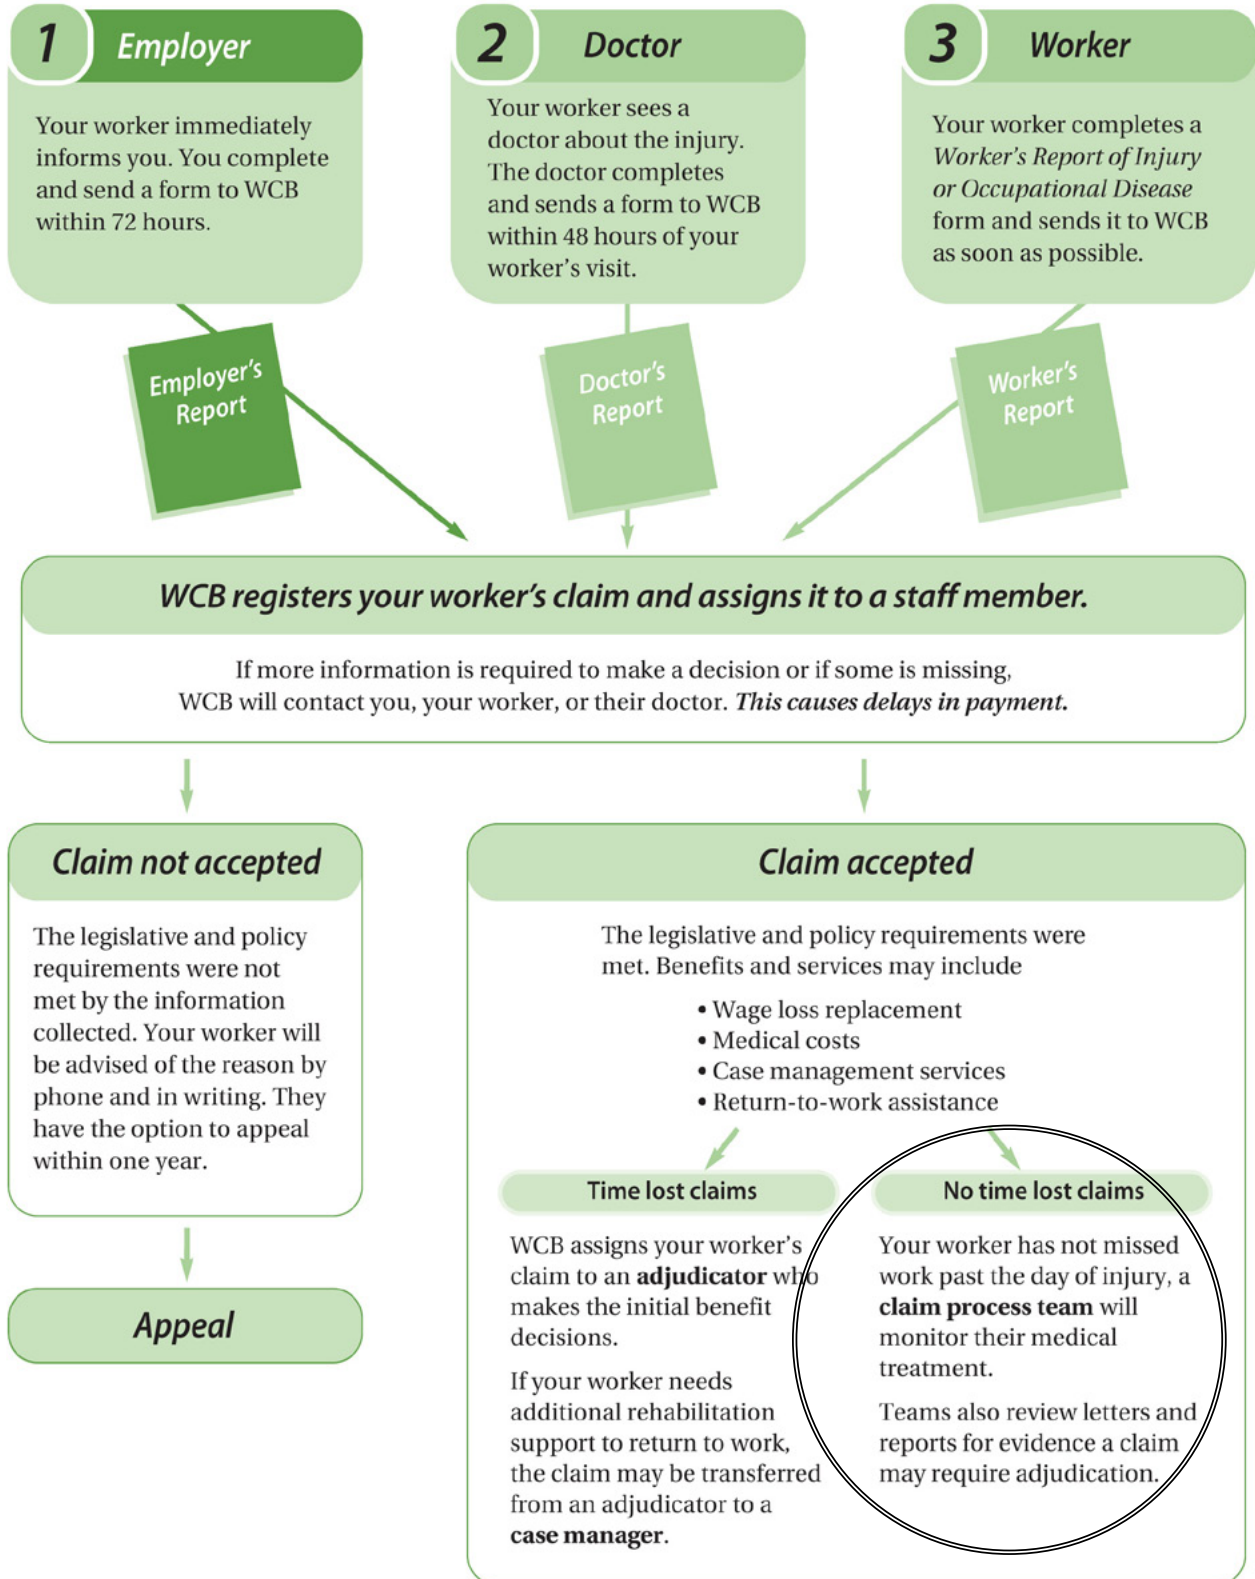 1 Employer
Your worker immediately
informs you. You complete
and send a form to WCB
within 72 hours.
2 Doctor
Your worker sees a
doctor about the injury.
The doctor completes
and sends a form to WCB
within 48 hours of your
worker's visit.
3 Worker
Your worker completes a
Worker's Report of Injury
or Occupational Disease
form and sends it to WCB
as soon as possible.
Employer's
Report
Doctor's
Report
Worker's
Report
WCB registers your worker's claim and assigns it to a staff member.
If more information is required to make a decision or if some is missing,
WCB will contact you, your worker, or their doctor. This causes delays in payment.
Claim not accepted
The legislative and policy
requirements were not
met by the information
collected. Your worker will
be advised of the reason by
phone and in writing. They
have the option to appeal
within one year.
Appeal
Claim accepted
The legislative and policy requirements were
met. Benefits and services may include
• Wage loss replacement
• Medical costs
• Case management services
• Return-to-work assistance
Time lost claims
WCB assigns your worker's
claim to an adjudicator who
makes the initial benefit
decisions.
If your worker needs
additional rehabilitation
support to return to work,
the claim may be transferred
from an adjudicator to a
case manager.
No time lost claims
Your worker has not missed
work past the day of injury, a
claim process team will
monitor their medical
treatment.
Teams also review letters and
reports for evidence a claim
may require adjudication.